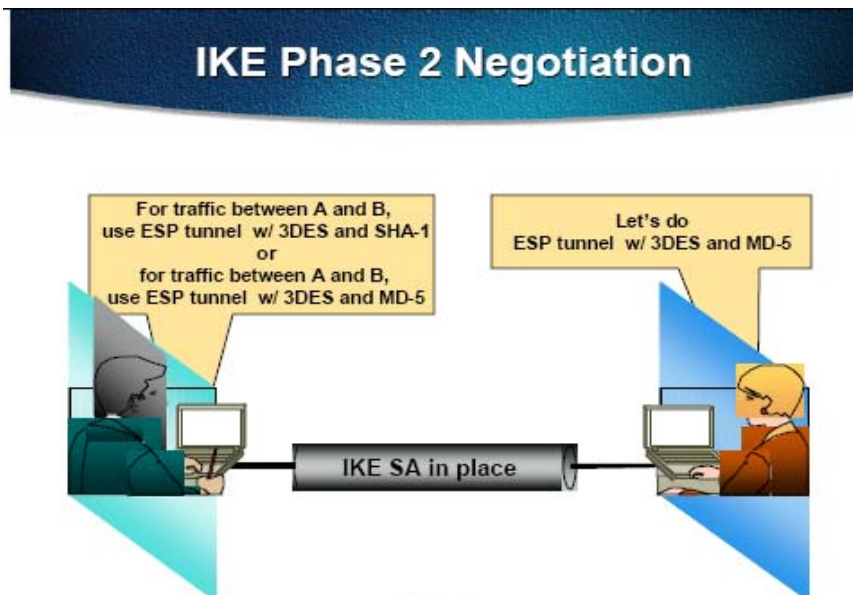 IKE Phase 2 Negotiation
For traffic between A and B,
use ESP tunnel w/ 3DES and SHA-1
or
for traffic between A and B,
use ESP tunnel w/ 3DES and MD-5
Let's do
ESP tunnel w/ 3DES and MD-5
IKE SA in place